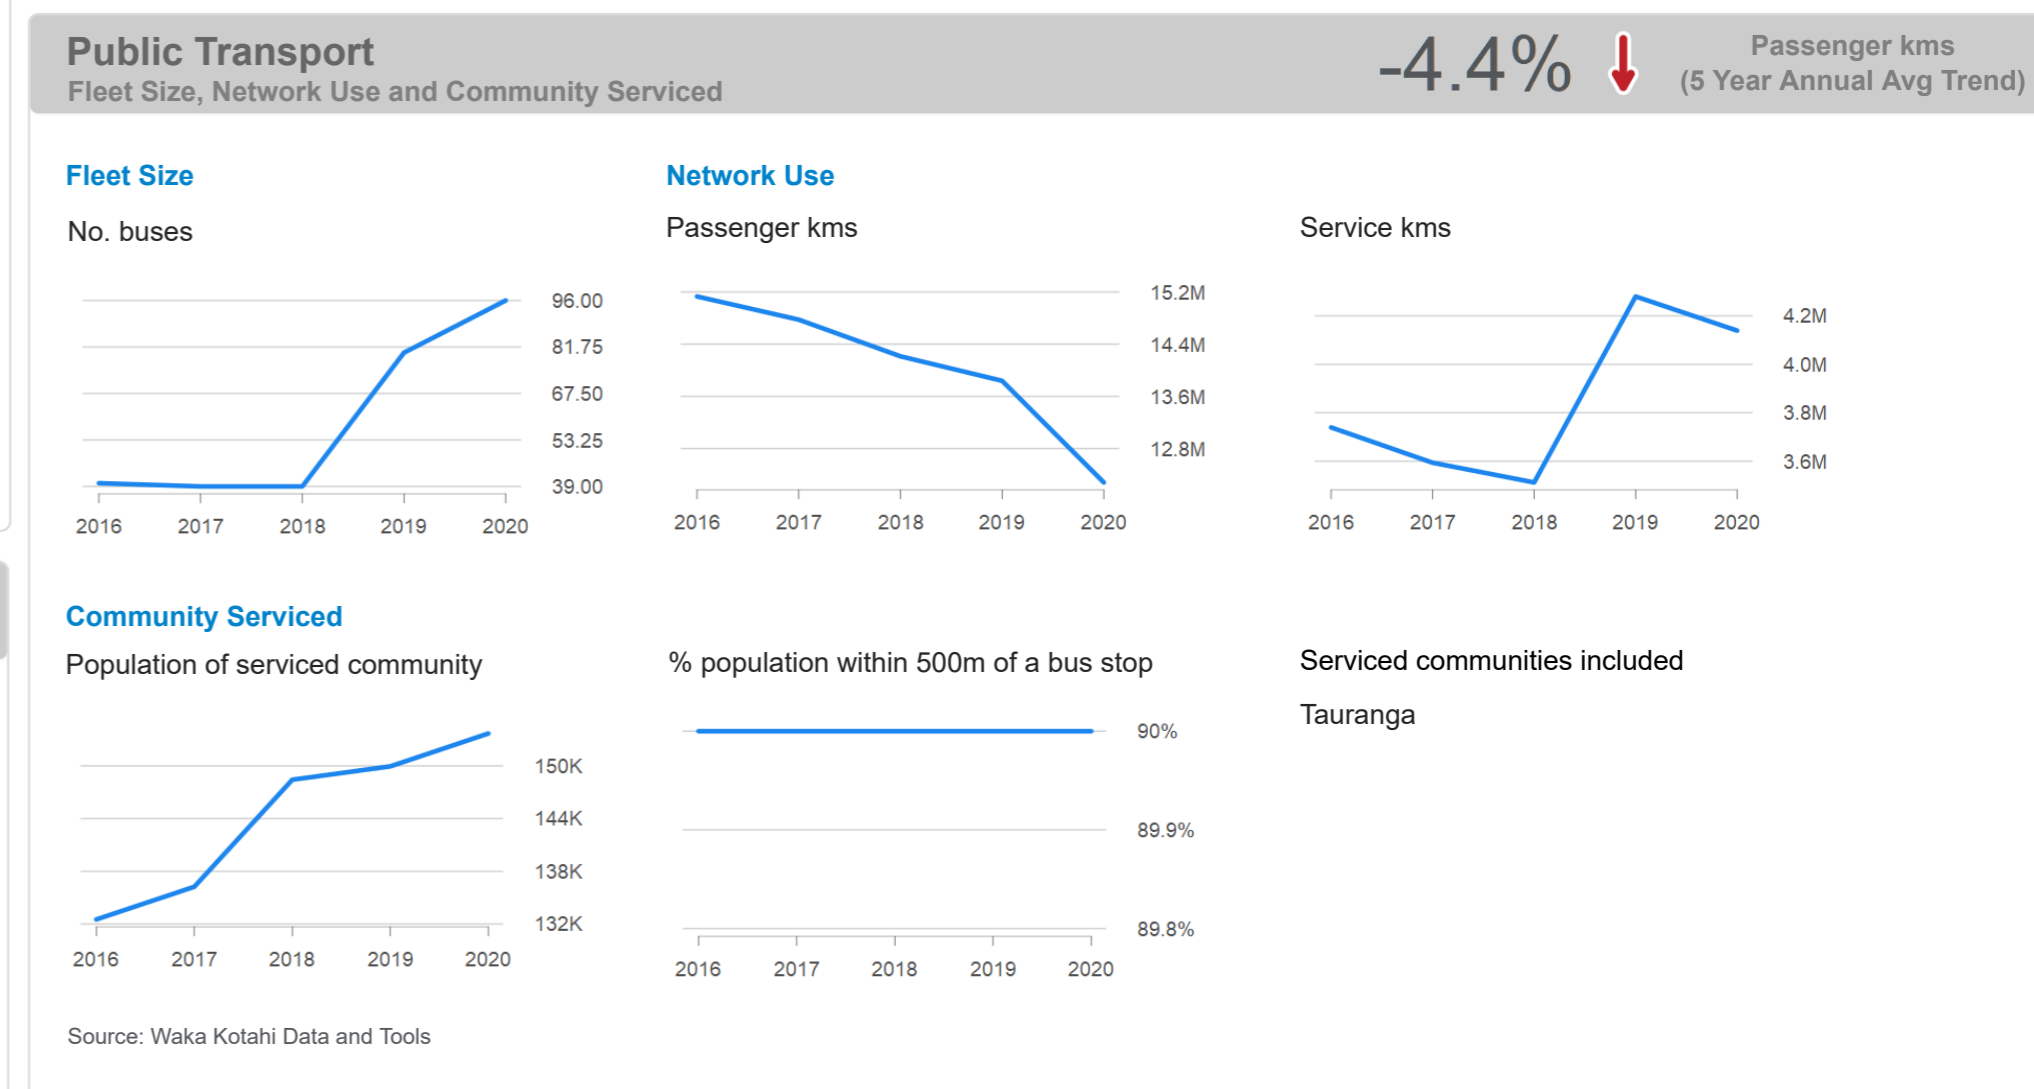 Public Transport
Fleet Size, Network Use and Community Serviced
-4.4%
Passenger kms
(5 Year Annual Avg Trend)
Fleet Size
No. buses
96.00
81.75
67.50
53.25
39.00
2016 2017 2018 2019 2020
Network Use
Passenger kms
15.2M
14.4M
13.6M
12.8M
2016 2017 2018 2019 2020
Service kms
4.2M
4.0M
3.8M
3.6M
2016 2017 2018 2019 2020
Community Serviced
Population of serviced community
150K
144K
138K
132K
2016 2017 2018 2019 2020
% population within 500m of a bus stop
90%
89.9%
89.8%
2016 2017 2018 2019 2020
Serviced communities included
Tauranga
Source: Waka Kotahi Data and Tools